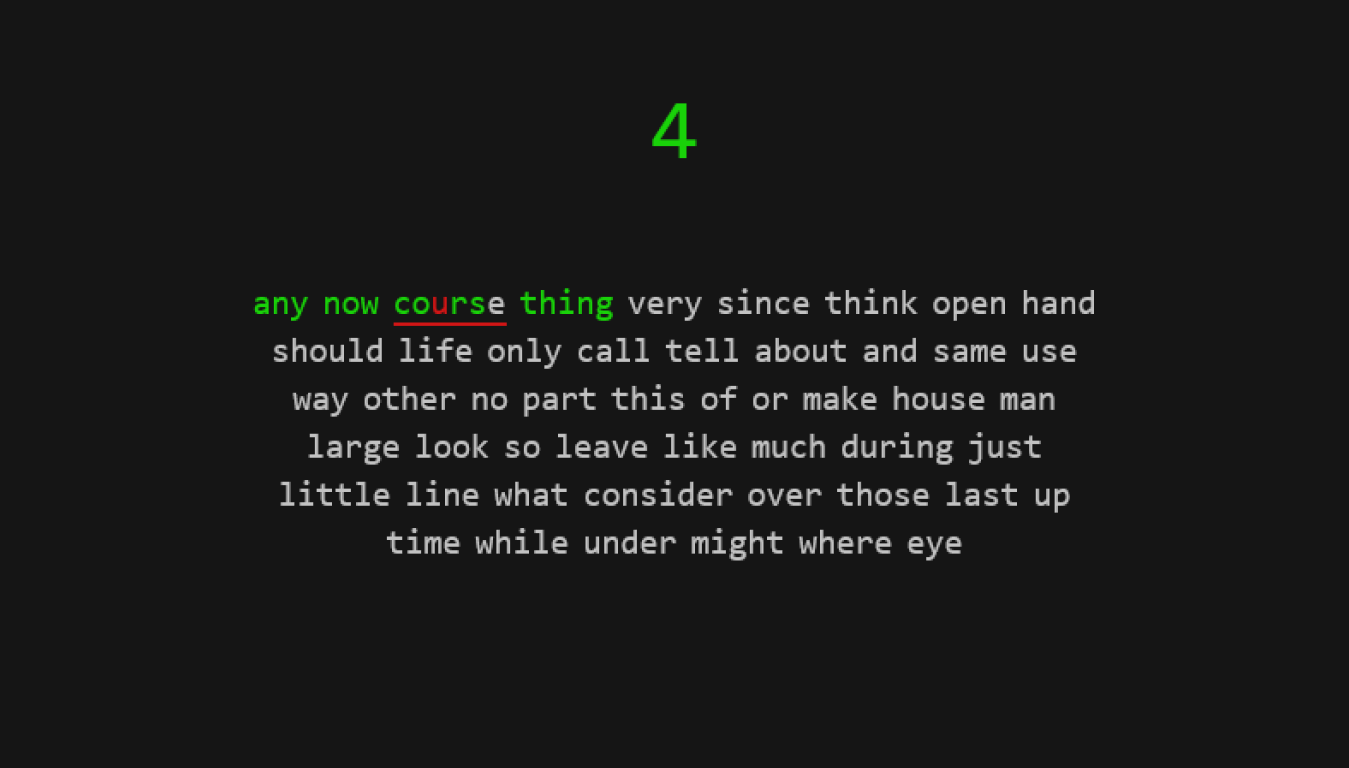 4
any now course thing very since think open hand
should life only call tell about and same use
way other no part this of or make house man
large look so leave like much during just
little line what consider over those last up
time while under might where eye